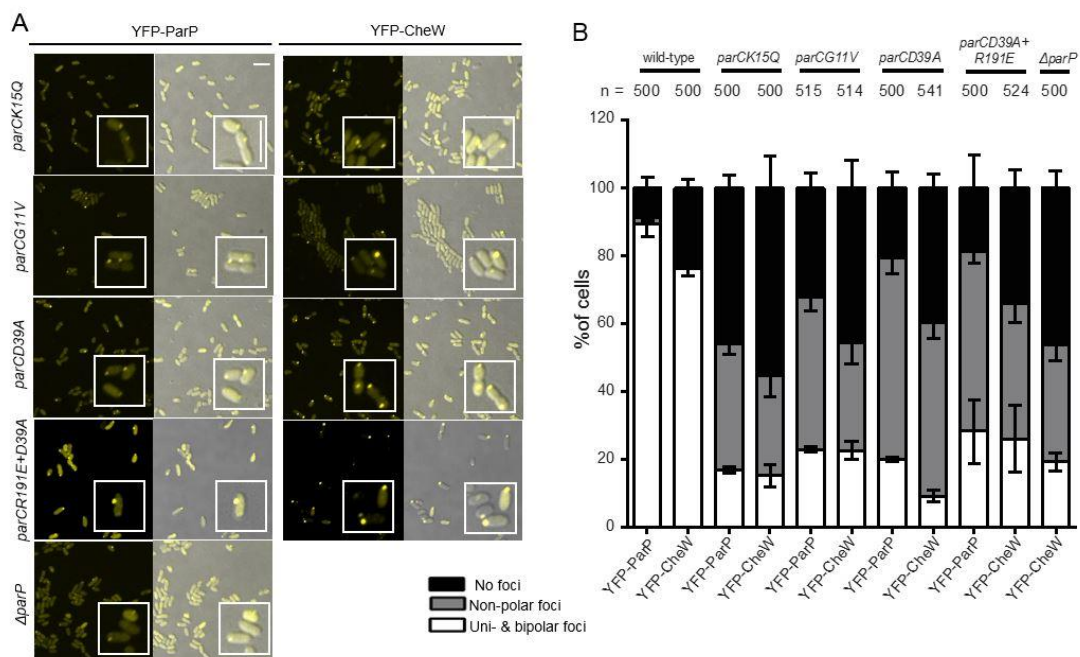 A
YFP-ParP
YFP-CheW
parCK15Q
parCG11V
parCD39A
parCR191E+D39A
ΔparP
No foci
Non-polar foci
Uni- & bipolar foci
B
wild-type
parCK15Q
parCG11V
parCD39A
parCD39A+
R191E
ΔparP
n = 500 500 500 500 515 514 500 541 500 524 500
%of cells
120
100
80
60
40
20
0
YFP-ParP
YFP-CheW
YFP-ParP
YFP-CheW
YFP-ParP
YFP-CheW
YFP-ParP
YFP-CheW
YFP-ParP
YFP-CheW
YFP-CheW